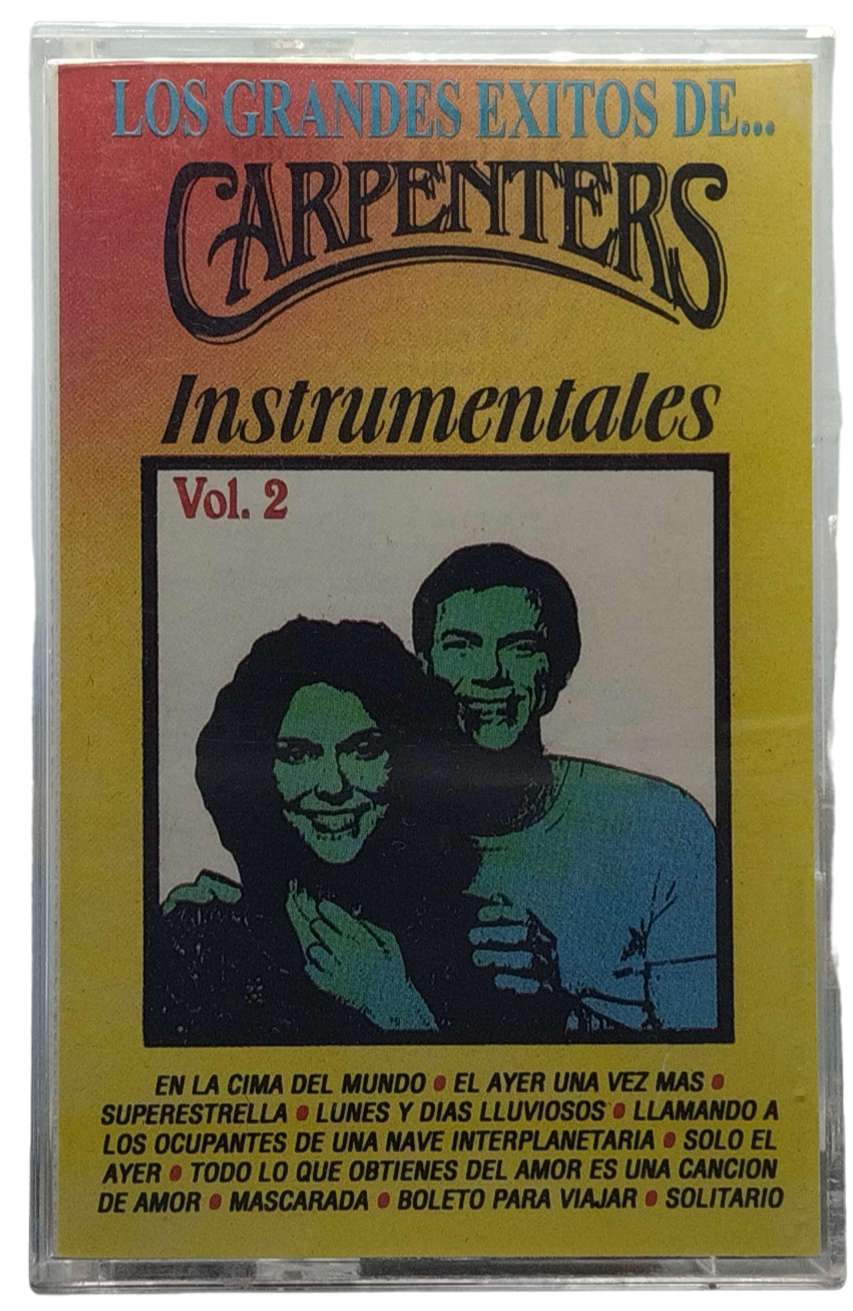 LOS GRANDES EXITOS DE...
CARPENTERS
Instrumentales
Vol. 2
EN LA CIMA DEL MUNDO • EL AYER UNA VEZ MAS •
SUPERESTRELLA • LUNES Y DIAS LLUVIOSOS • LLAMANDO A
LOS OCUPANTES DE UNA NAVE INTERPLANETARIA • SOLO EL
AYER • TODO LO QUE OBTIENES DEL AMOR ES UNA CANCION
DE AMOR • MASCARADA • BOLETO PARA VIAJAR • SOLITARIO